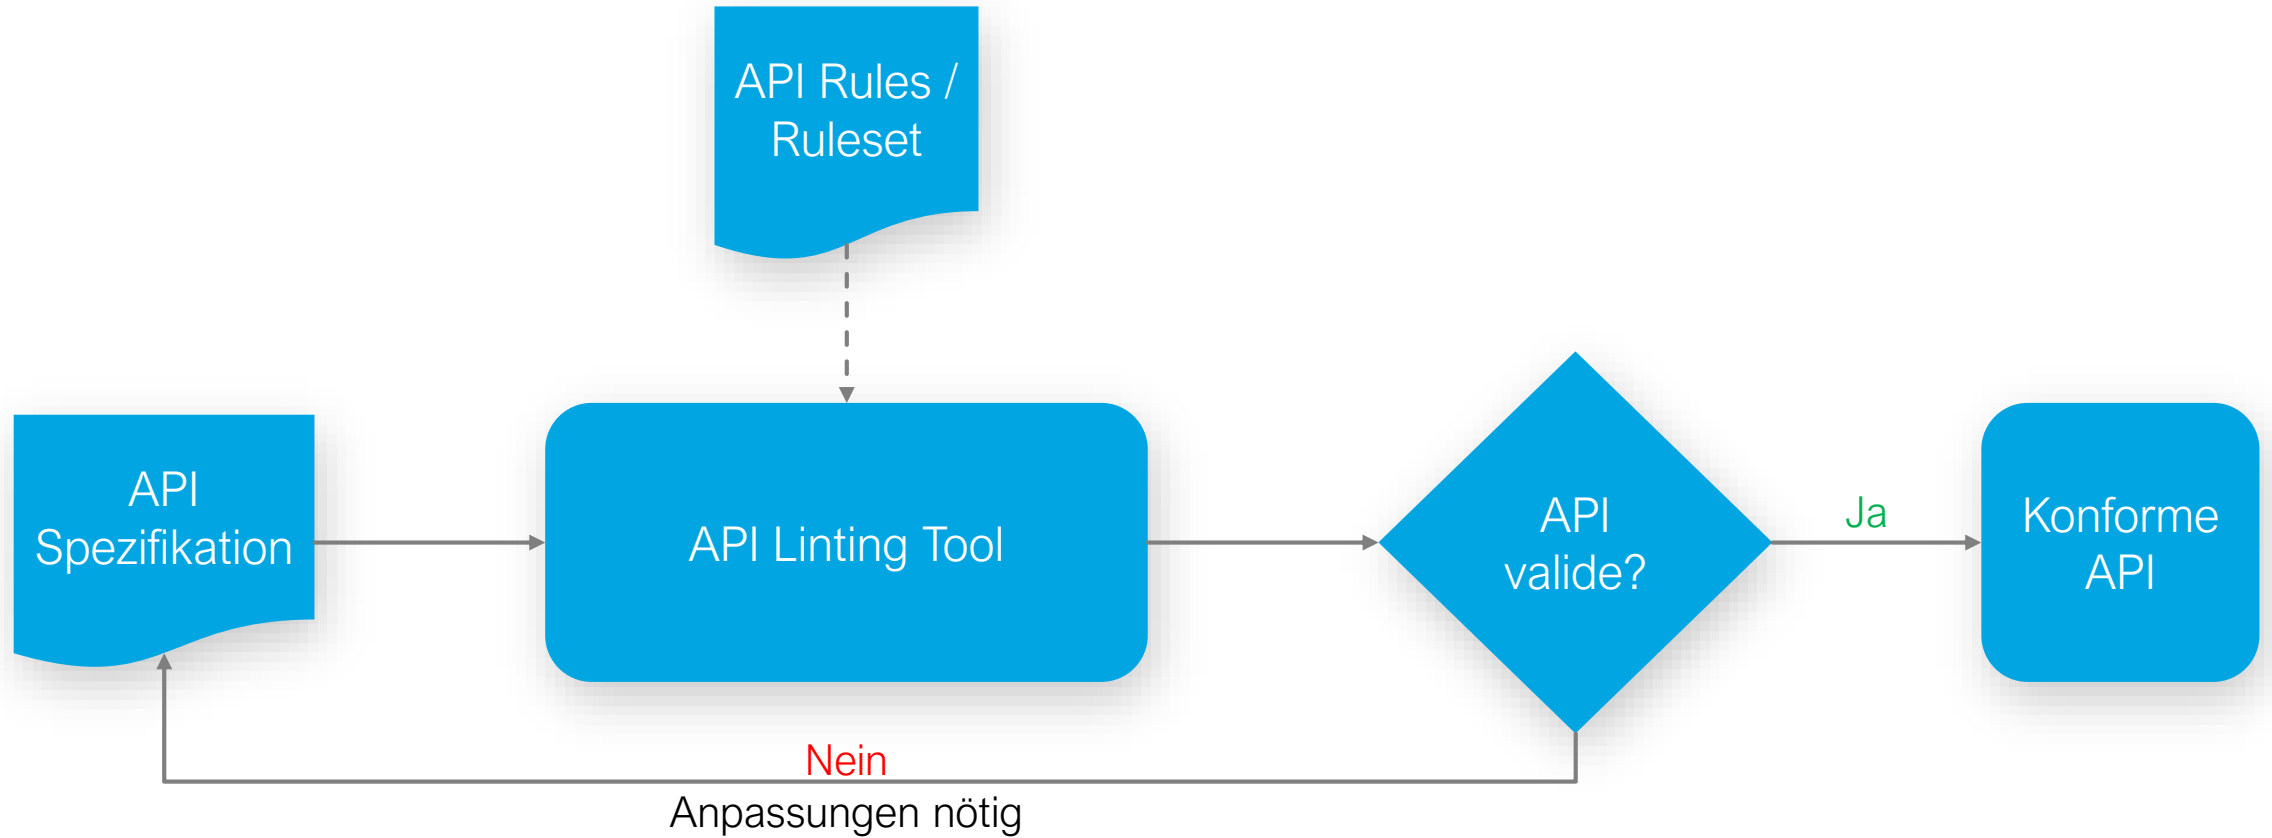 API Rules /
Ruleset
API
Spezifikation
API Linting Tool
API
valide?
Ja
Konforme
API
Nein
Anpassungen nötig